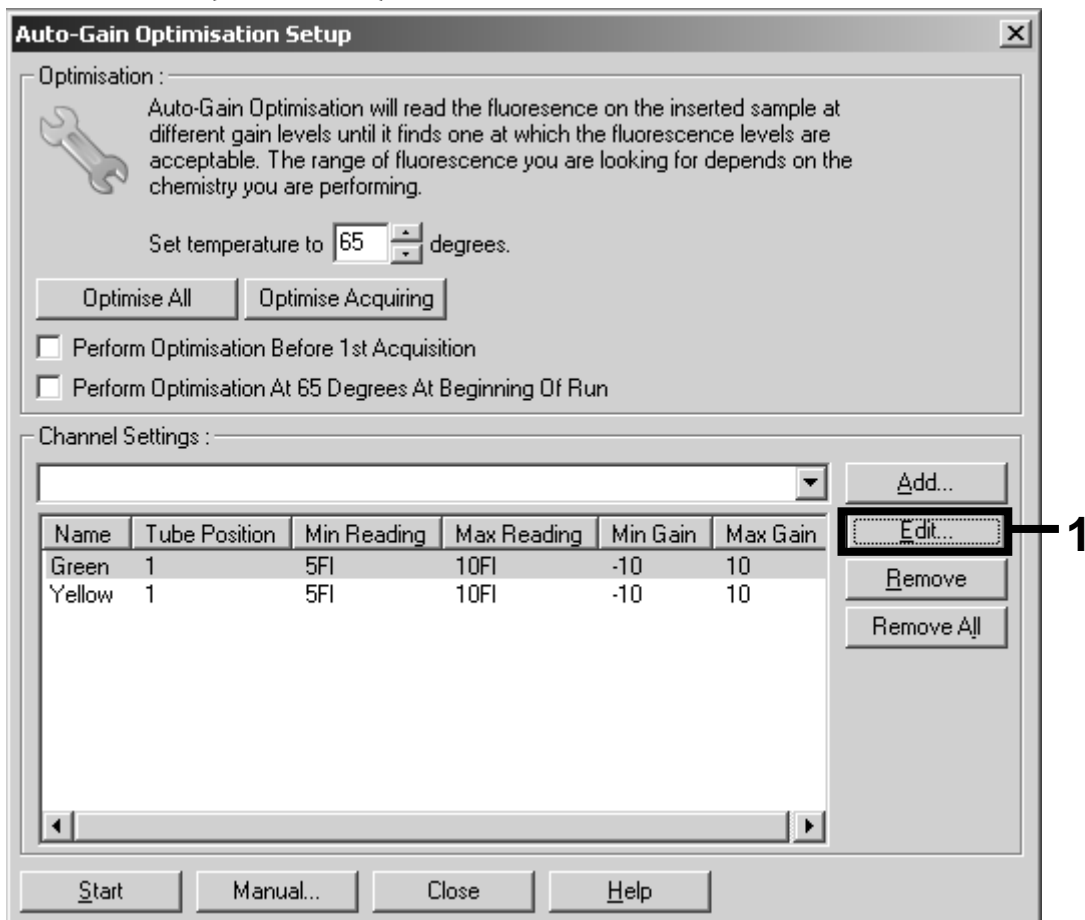 Auto-Gain Optimisation Setup
Optimisation :
Auto-Gain Optimisation will read the fluoresence on the inserted sample at
different gain levels until it finds one at which the fluorescence levels are
acceptable. The range of fluorescence you are looking for depends on the
chemistry you are performing.
Set temperature to 65 degrees.
Optimise All Optimise Acquiring
Perform Optimisation Before 1st Acquisition
Perform Optimisation At 65 Degrees At Beginning Of Run
Channel Settings :
Add...
Name Tube Position Min Reading Max Reading Min Gain Max Gain
Edit... 1
Green 1 5Fl 10Fl -10 10
Remove
Yellow 1 5Fl 10Fl -10 10
Remove All
Start Manual... Close Help